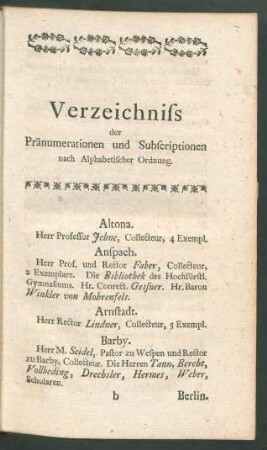 Verzeichniſs
der
Pränumerationen und Subſcriptionen
nach Alphabetiſcher Ordnung.
Altona.
Herr Profeſſor Jehne, Collecteur, 4 Exempl.
Anſpach.
Herr Prof. und Rector Faber, Collecteur,
2 Exemplare. Die Bibliothek des Hochfürſtl.
Gymnaſiums. Hr. Conrect. Geſner. Hr. Baron
Winkler von Mohrenfels.
Arnſtadt.
Herr Rector Lindner, Collecteur, 5 Exempl.
Barby.
Herr M. Seidel, Paſtor zu Weſpen und Rector
zu Barby, Collecteur. Die Herren Tann, Bercht,
Vollbeding, Drechsler, Hermes, Weber,
Scholaren.
b Berlin.